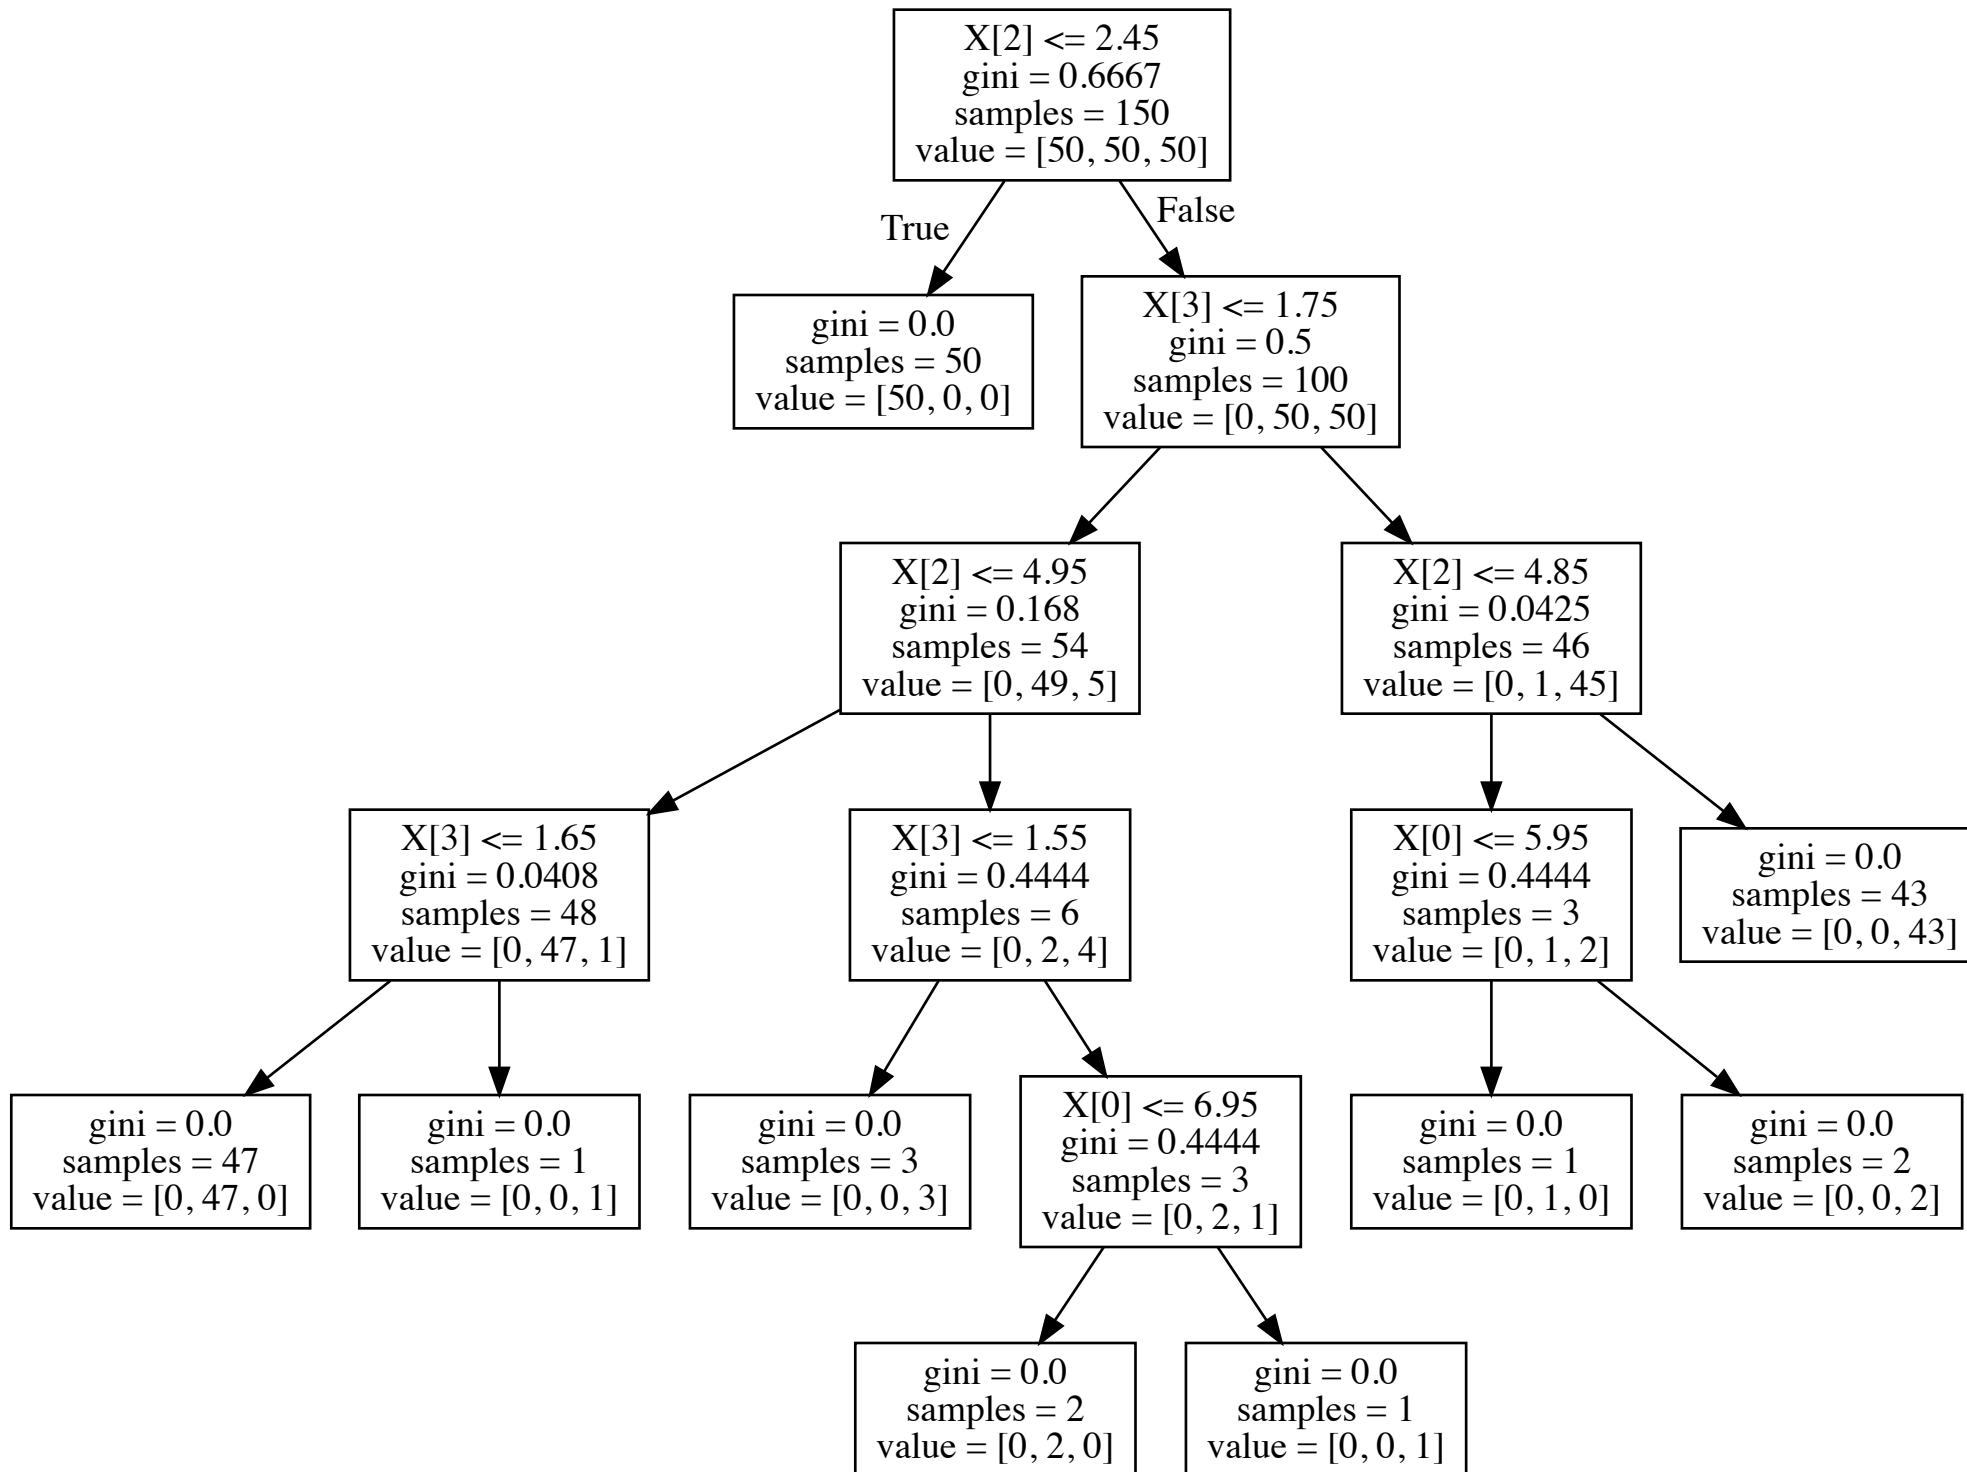 X[2] <= 2.45
gini = 0.6667
samples = 150
value = [50, 50, 50]
True
False
gini = 0.0
samples = 50
value = [50, 0, 0]
X[3] <= 1.75
gini = 0.5
samples = 100
value = [0, 50, 50]
X[2] <= 4.95
gini = 0.168
samples = 54
value = [0, 49, 5]
X[2] <= 4.85
gini = 0.0425
samples = 46
value = [0, 1, 45]
X[3] <= 1.65
gini = 0.0408
samples = 48
value = [0, 47, 1]
X[3] <= 1.55
gini = 0.4444
samples = 6
value = [0, 2, 4]
X[0] <= 5.95
gini = 0.4444
samples = 3
value = [0, 1, 2]
gini = 0.0
samples = 43
value = [0, 0, 43]
gini = 0.0
samples = 47
value = [0, 47, 0]
gini = 0.0
samples = 1
value = [0, 0, 1]
gini = 0.0
samples = 3
value = [0, 0, 3]
X[0] <= 6.95
gini = 0.4444
samples = 3
value = [0, 2, 1]
gini = 0.0
samples = 1
value = [0, 1, 0]
gini = 0.0
samples = 2
value = [0, 0, 2]
gini = 0.0
samples = 2
value = [0, 2, 0]
gini = 0.0
samples = 1
value = [0, 0, 1]